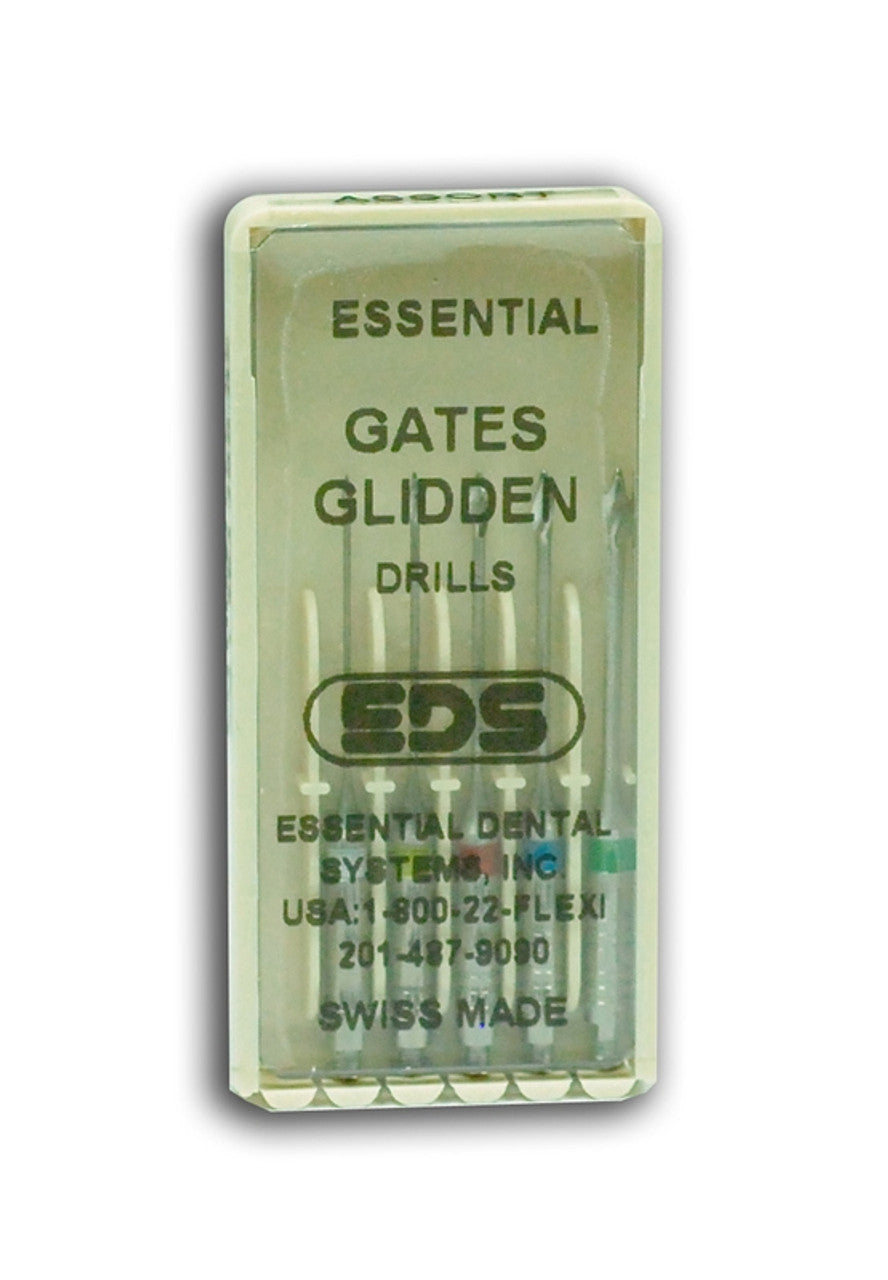 ASSORT
ESSENTIAL
GATES
GLIDDEN
DRILLS
EDS
ESSENTIAL DENTAL
SYSTEMS, INC.
USA:1-800-22-FLEXI
201-487-9090
SWISS MADE